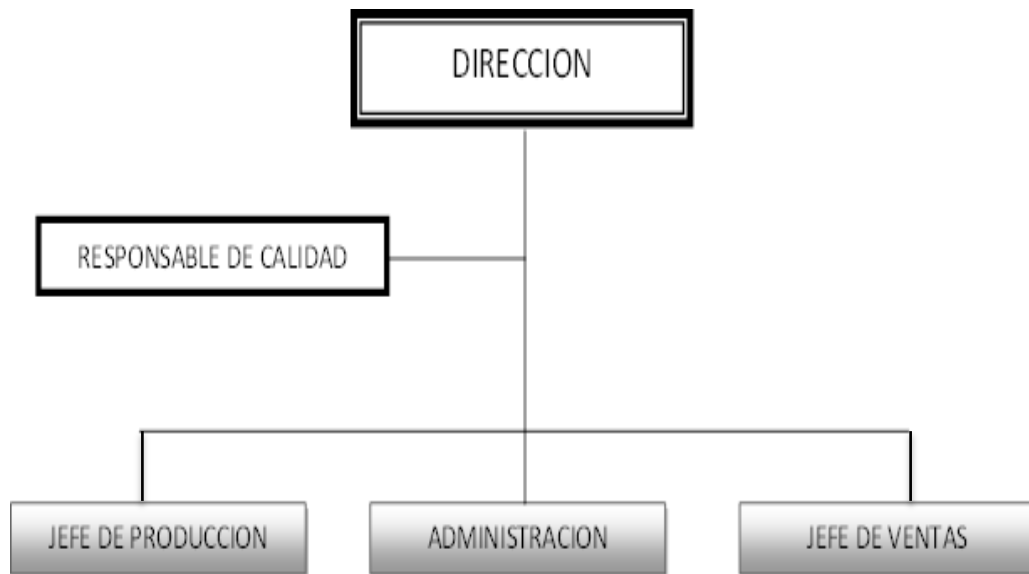 DIRECCION
RESPONSABLE DE CALIDAD
JEFE DE PRODUCCION
ADMINISTRACION
JEFE DE VENTAS